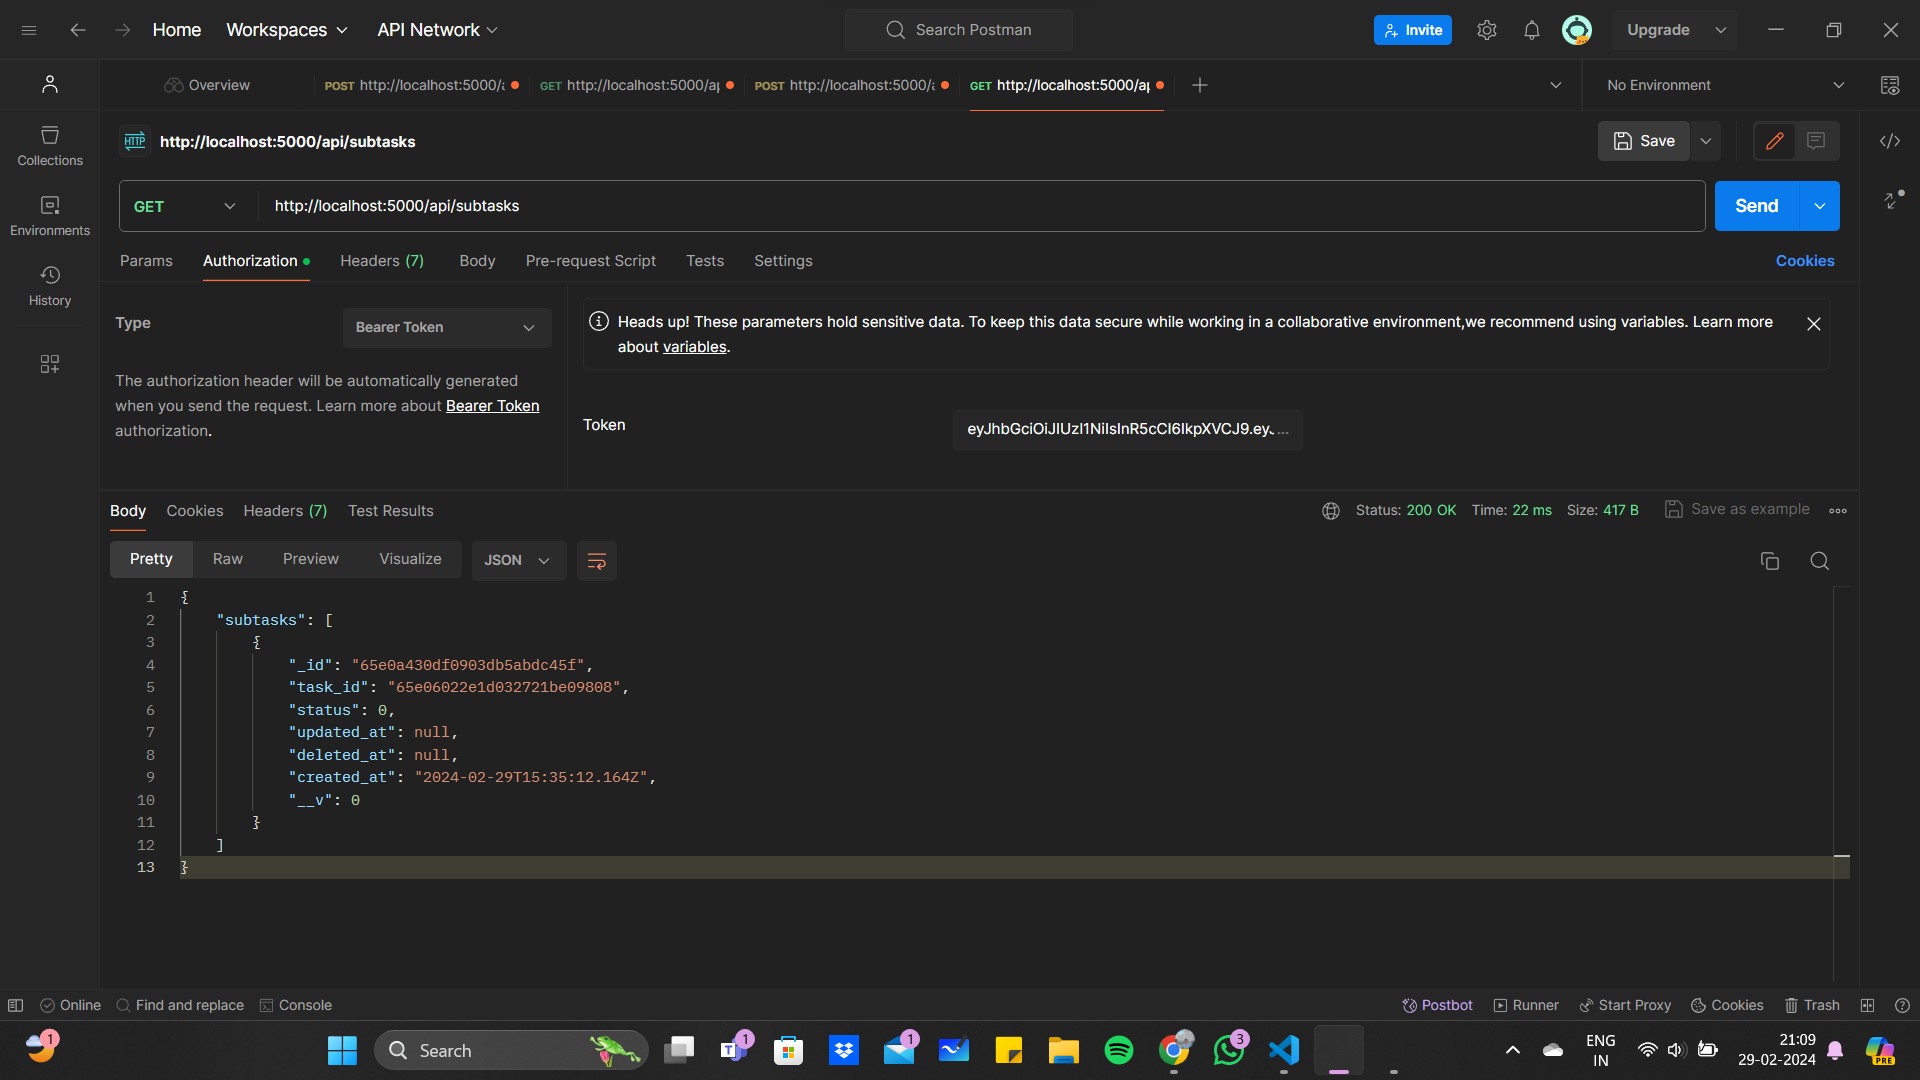 Home Workspaces API Network Search Postman Invite Upgrade
Overview POST http://localhost:5000/a GET http://localhost:5000/ap POST http://localhost:5000/a GET http://localhost:5000/ap No Environment
HTTP http://localhost:5000/api/subtasks Save
GET http://localhost:5000/api/subtasks Send
Collections
Environments
History
Params Authorization Headers (7) Body Pre-request Script Tests Settings Cookies
Type Bearer Token
The authorization header will be automatically generated
when you send the request. Learn more about Bearer Token
authorization.
Heads up! These parameters hold sensitive data. To keep this data secure while working in a collaborative environment,we recommend using variables. Learn more
about variables.
Token eyJhbGciOiJIUzI1NiIsInR5cCI6IkpXVCJ9.eyJ...
Body Cookies Headers (7) Test Results Status: 200 OK Time: 22 ms Size: 417 B Save as example
Pretty Raw Preview Visualize JSON
1 {
2 "subtasks": [
3 {
4 "_id": "65e0a430df0903db5abdc45f",
5 "task_id": "65e06022e1d032721be09808",
6 "status": 0,
7 "updated_at": null,
8 "deleted_at": null,
9 "created_at": "2024-02-29T15:35:12.164Z",
10 "__v": 0
11 }
12 ]
13 }
Online Find and replace Console Postbot Runner Start Proxy Cookies Trash
1 Search 1 1 3 ENG 21:09
IN 29-02-2024 PRE